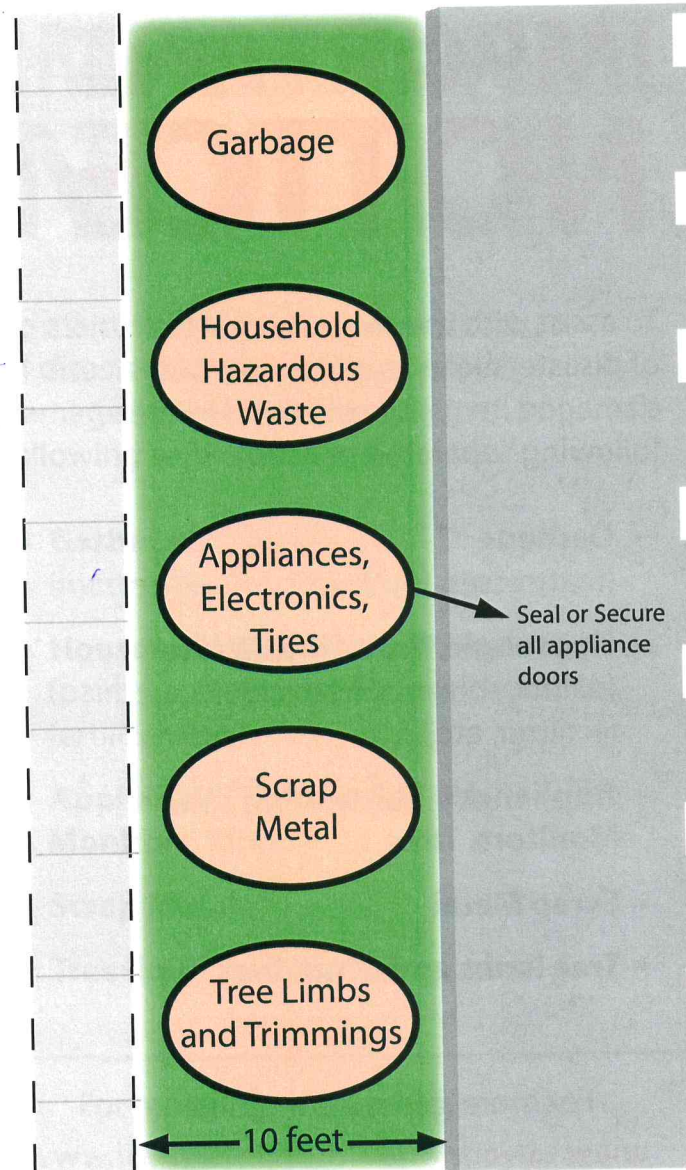 Garbage
Household
Hazardous
Waste
Appliances,
Electronics,
Tires
Seal or Secure
all appliance
doors
Scrap
Metal
Tree Limbs
and Trimmings
10 feet